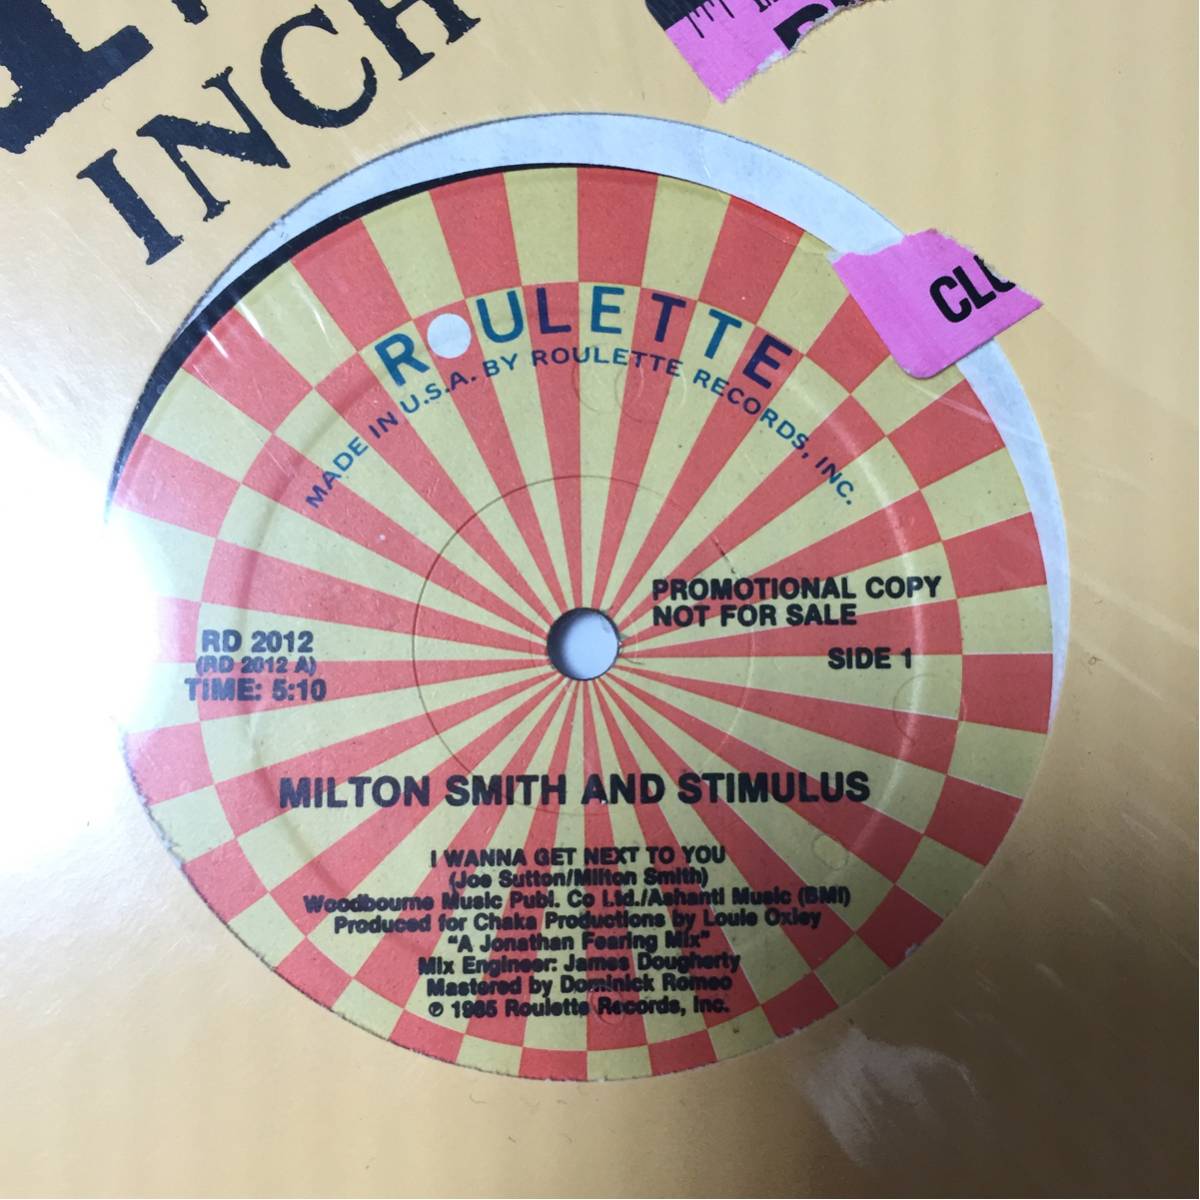 INCH
CLU
ROULETTE
MADE IN U.S.A. BY ROULETTE RECORDS, INC.
PROMOTIONAL COPY
NOT FOR SALE
SIDE 1
RD 2012
(RD 2012 A)
TIME: 5:10
MILTON SMITH AND STIMULUS
I WANNA GET NEXT TO YOU
(Joe Sutton/Milton Smith)
Woodbourne Music Publ. Co Ltd./Ashanti Music (BMI)
Produced for Chaka Productions by Louie Oxley
"A Jonathan Fearing Mix"
Mix Engineer: James Dougherty
Mastered by Dominick Romeo
℗ 1985 Roulette Records, Inc.